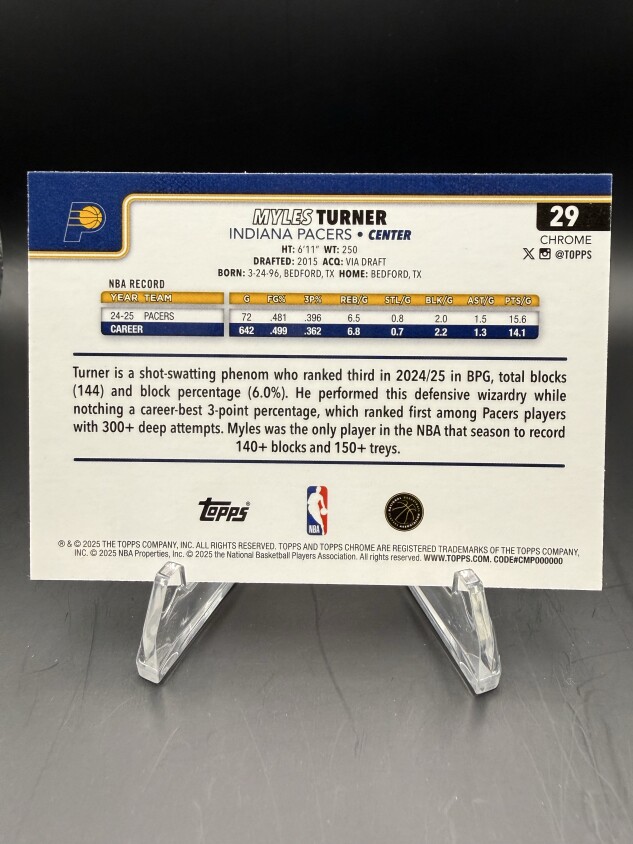 MYLES TURNER
29
INDIANA PACERS • CENTER
CHROME
HT: 6'11" WT: 250
@TOPPS
DRAFTED: 2015 ACQ: VIA DRAFT
BORN: 3-24-96, BEDFORD, TX HOME: BEDFORD, TX
NBA RECORD
YEAR TEAM G FG% 3P% REB/G STL/G BLK/G AST/G PTS/G
24-25 PACERS 72 .481 .396 6.5 0.8 2.0 1.5 15.6
CAREER 642 .499 .362 6.8 0.7 2.2 1.3 14.1
Turner is a shot-swatting phenom who ranked third in 2024/25 in BPG, total blocks
(144) and block percentage (6.0%). He performed this defensive wizardry while
notching a career-best 3-point percentage, which ranked first among Pacers players
with 300+ deep attempts. Myles was the only player in the NBA that season to record
140+ blocks and 150+ treys.
Topps®
NBA
® & © 2025 THE TOPPS COMPANY, INC. ALL RIGHTS RESERVED. TOPPS AND TOPPS CHROME ARE REGISTERED TRADEMARKS OF THE TOPPS COMPANY,
INC. © 2025 NBA Properties, Inc. © 2025 the National Basketball Players Association. All rights reserved. WWW.TOPPS.COM. CODE#CMP000000